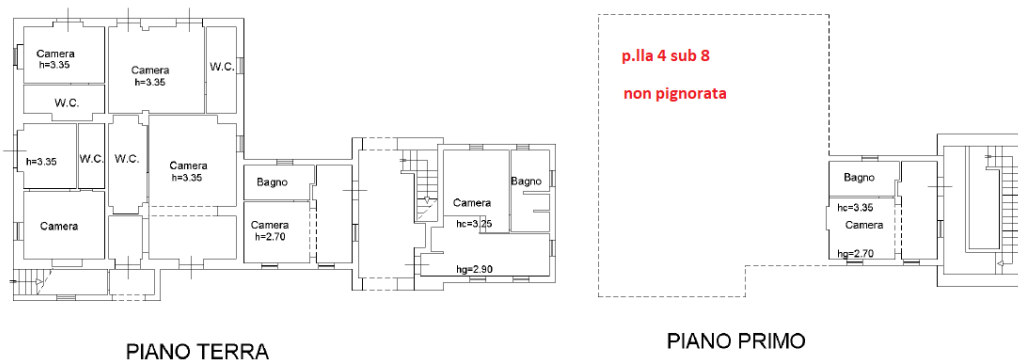 Camera
h=3.35
Camera
h=3.35
W.C.
W.C.
h=3.35
W.C.
W.C.
Camera
h=3.35
Camera
Bagno
Camera
h=2.70
Camera
hc=3.25
Bagno
hg=2.90
PIANO TERRA
p.lla 4 sub 8
non pignorata
Bagno
hc=3.35
Camera
hg=2.70
PIANO PRIMO